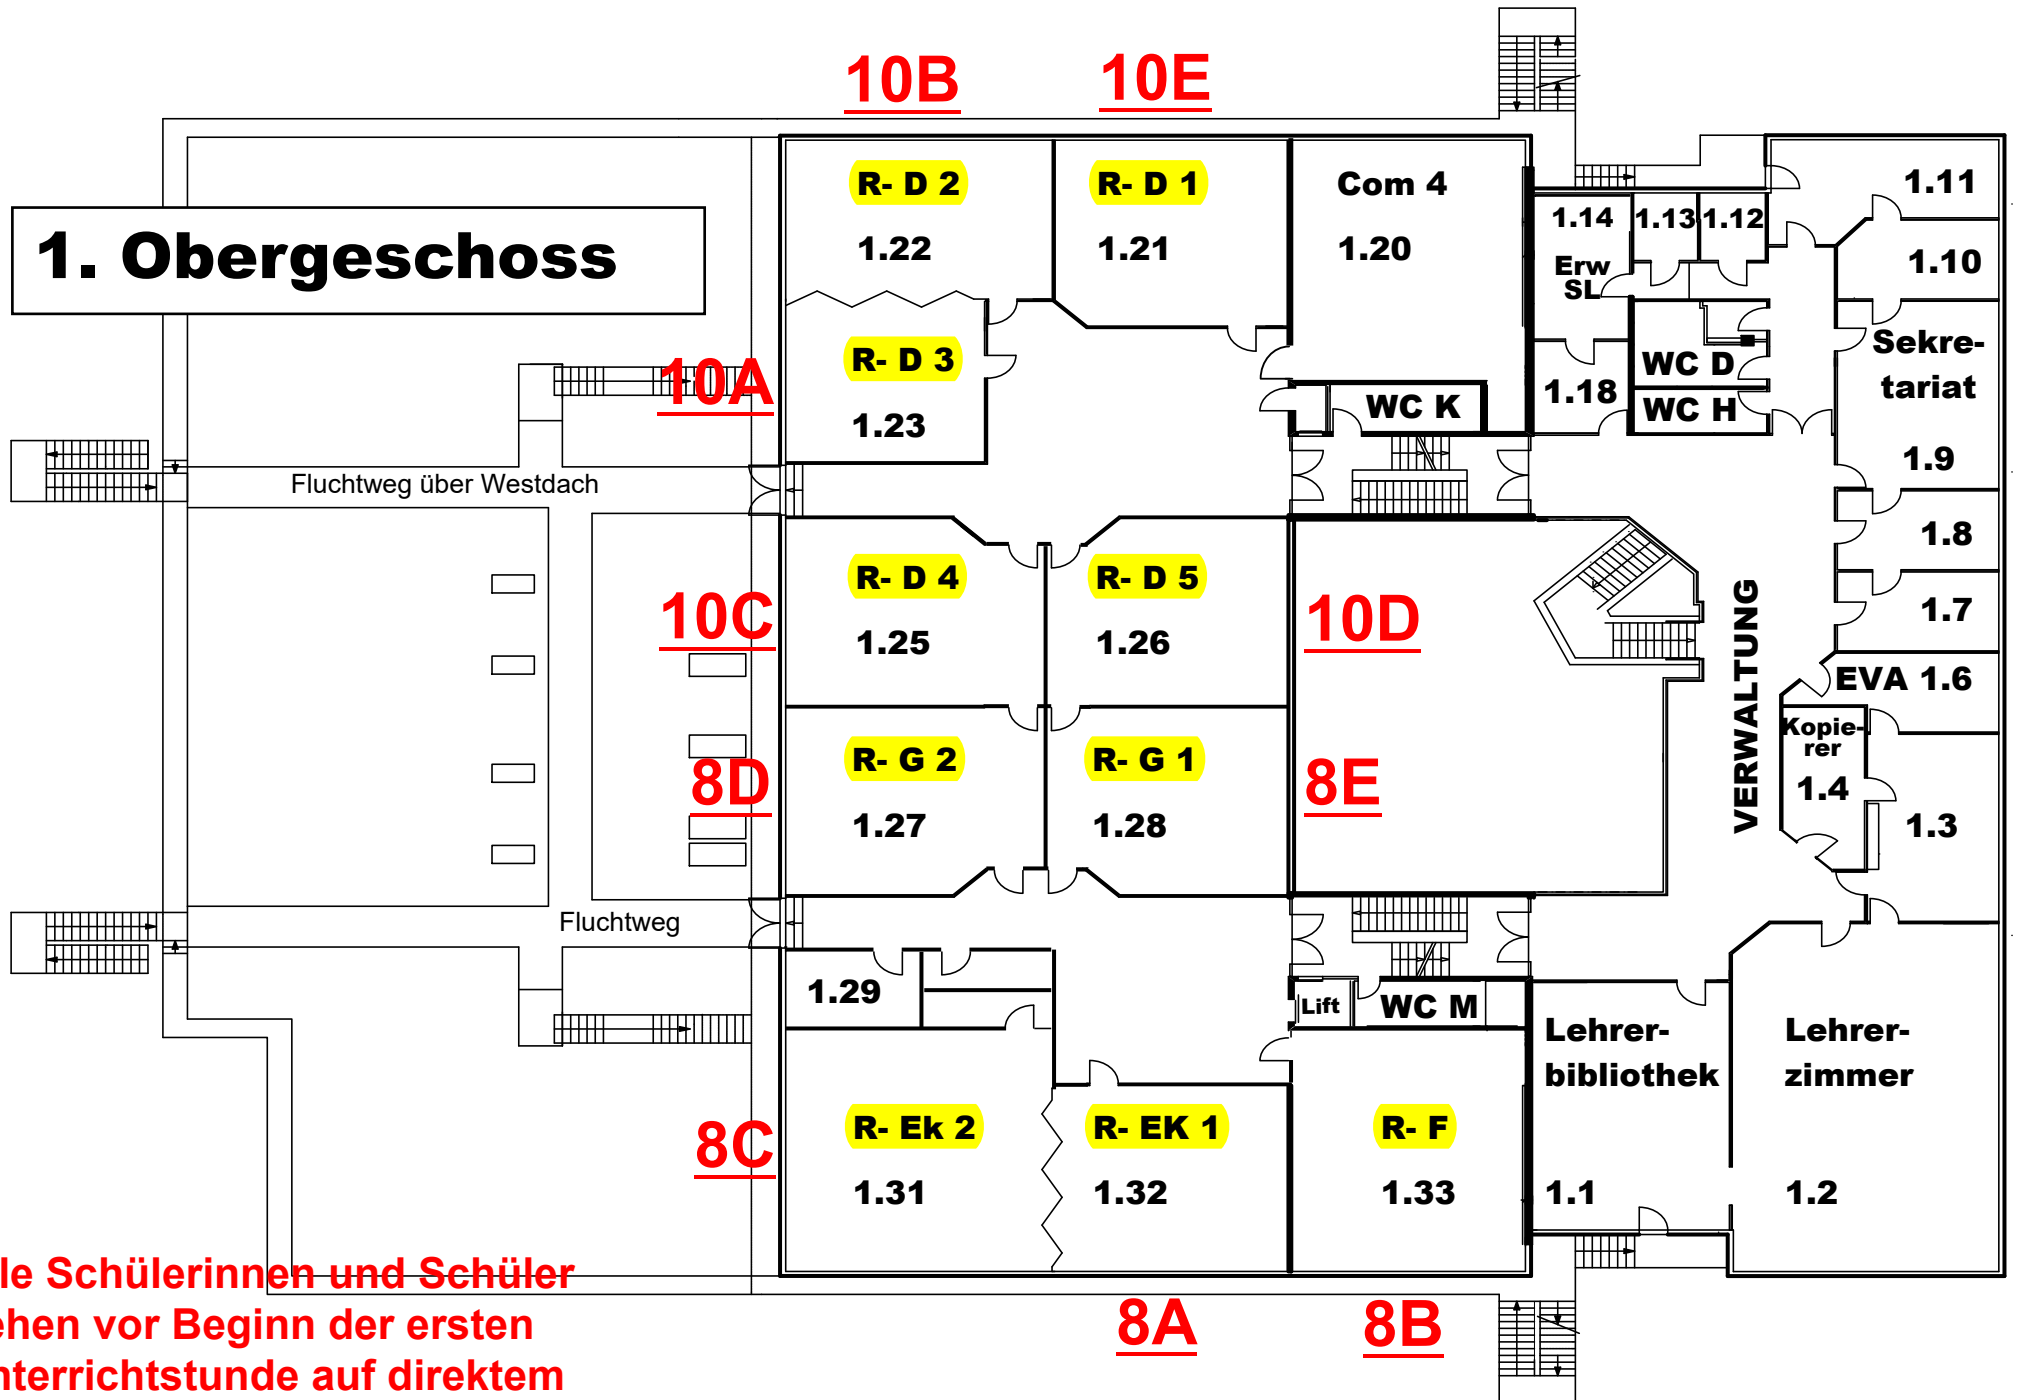 10B
10E
R- D 2
R- D 1
Com 4
1.11
1.22
1.21
1.20
1.14
1.13
1.12
1. Obergeschoss
Erw
SL
1.10
R- D 3
1.23
10A
WC K
1.18
WC D
WC H
Sekre-
tariat
1.9
Fluchtweg über Westdach
R- D 4
R- D 5
1.8
10C
1.25
1.26
10D
1.7
VERWALTUNG
EVA 1.6
R- G 2
R- G 1
Kopie-
rer
1.4
8D
8E
1.27
1.28
1.3
Fluchtweg
1.29
Lift
WC M
Lehrer-
bibliothek
Lehrer-
zimmer
R- Ek 2
R- EK 1
R- F
8C
1.31
1.32
1.33
1.1
1.2
le Schülerinnen und Schüler
ehen vor Beginn der ersten
nterrichtstunde auf direktem
8A
8B